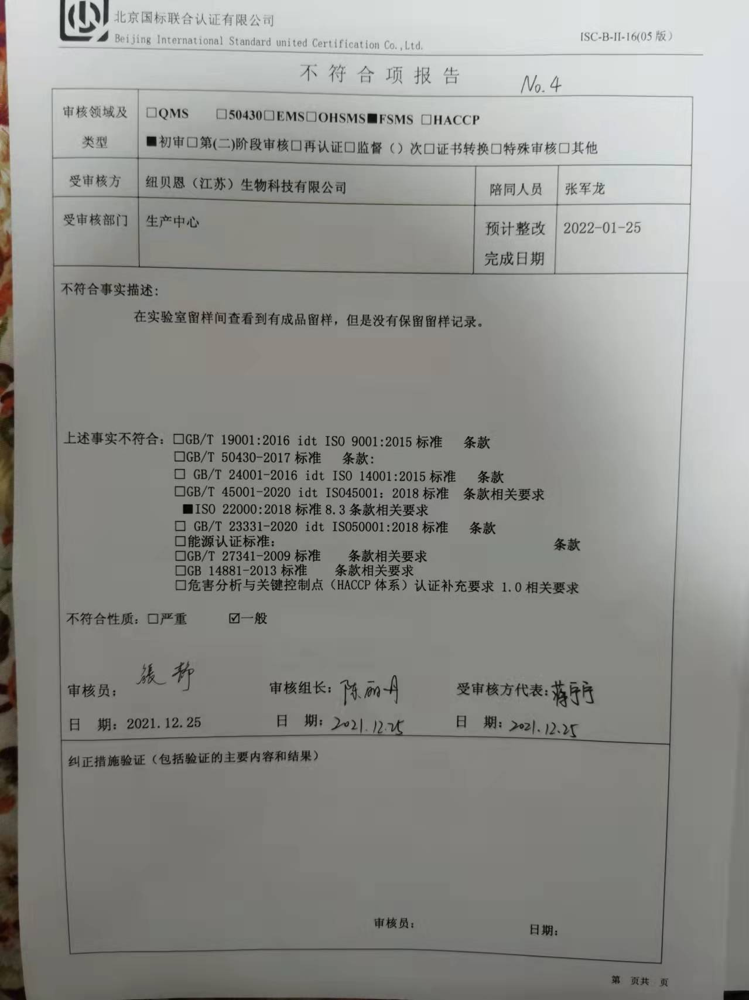 北京国标联合认证有限公司
Beijing International Standard united Certification Co.,Ltd.
ISC-B-II-16(05 版)
不符合项报告
No.4
审核领域及类型
□QMS □50430□EMS□OHSMS■FSMS □HACCP
■初审□第(二)阶段审核□再认证□监督（）次□证书转换□特殊审核□其他
受审核方 纽贝恩（江苏）生物科技有限公司 陪同人员 张军龙
受审核部门 生产中心 预计整改完成日期 2022-01-25
不符合事实描述:
在实验室留样间查看到有成品留样，但是没有保留留样记录。
上述事实不符合：□GB/T 19001:2016 idt ISO 9001:2015 标准 条款
□GB/T 50430-2017 标准 条款:
□ GB/T 24001-2016 idt ISO 14001:2015 标准 条款
□GB/T 45001-2020 idt ISO45001：2018 标准 条款相关要求
■ISO 22000:2018 标准 8.3 条款相关要求
□ GB/T 23331-2020 idt ISO50001:2018 标准 条款
□能源认证标准: 条款
□GB/T 27341-2009 标准 条款相关要求
□GB 14881-2013 标准 条款相关要求
□危害分析与关键控制点（HACCP 体系）认证补充要求 1.0 相关要求
不符合性质：□严重 ☑一般
审核员: 張静 审核组长: 陈丽丹 受审核方代表: 蒋宁宁
日 期: 2021.12.25 日 期: 2021.12.25 日 期: 2021.12.25
纠正措施验证（包括验证的主要内容和结果）
审核员: 日期:
第 页共 页